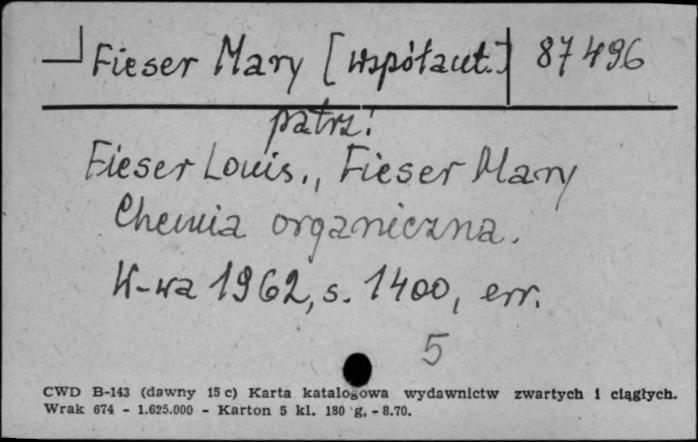 Fieser Mary [współaut.] 87496
patrz:
Fieser Louis., Fieser Mary
Chemia organiczna.
W-wa 1962, s. 1400, err.
5
CWD B-143 (dawny 15 c) Karta katalogowa wydawnictw zwartych i ciągłych.
Wrak 674 - 1.625.000 - Karton 5 kl. 180 g, - 8.70.